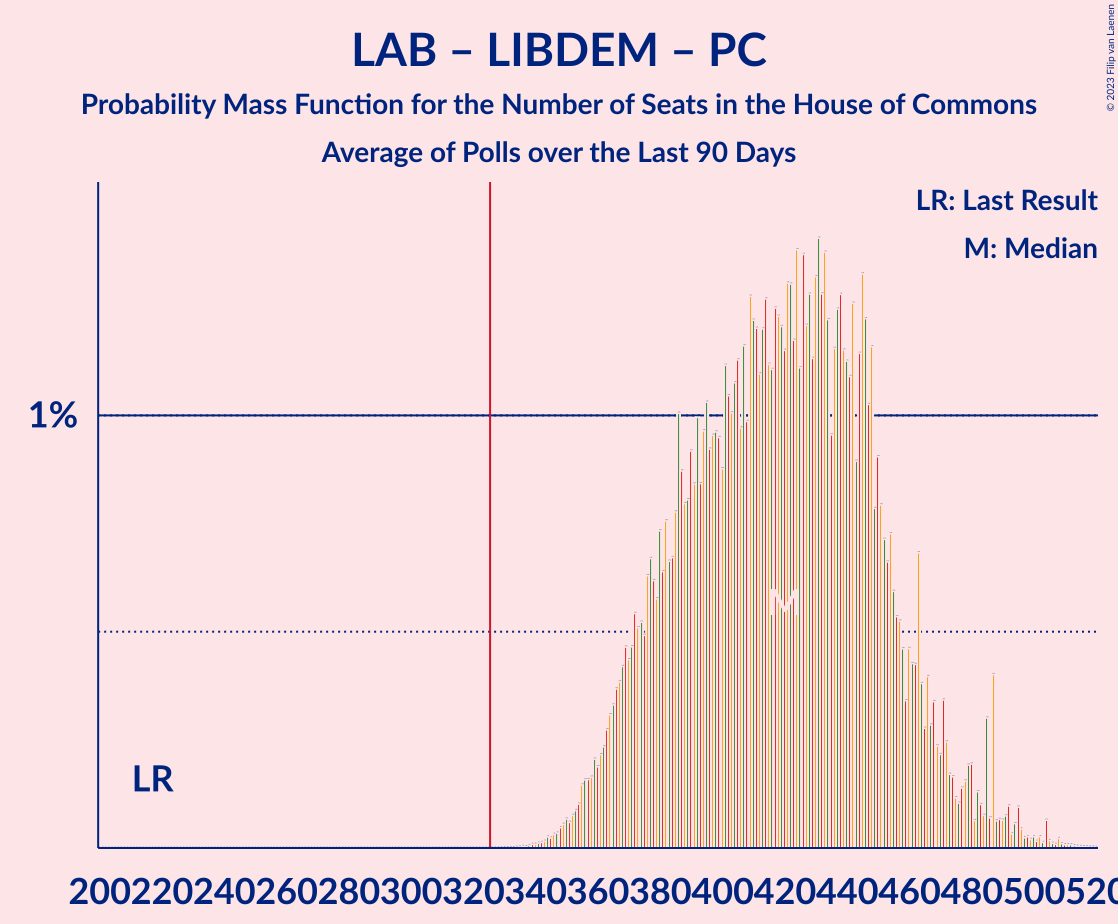 LAB – LIBDEM – PC
Probability Mass Function for the Number of Seats in the House of Commons
Average of Polls over the Last 90 Days
© 2023 Filip van Laenen
LR: Last Result
M: Median
1%
M
LR
200220240260280300320340360380400420440460480500520